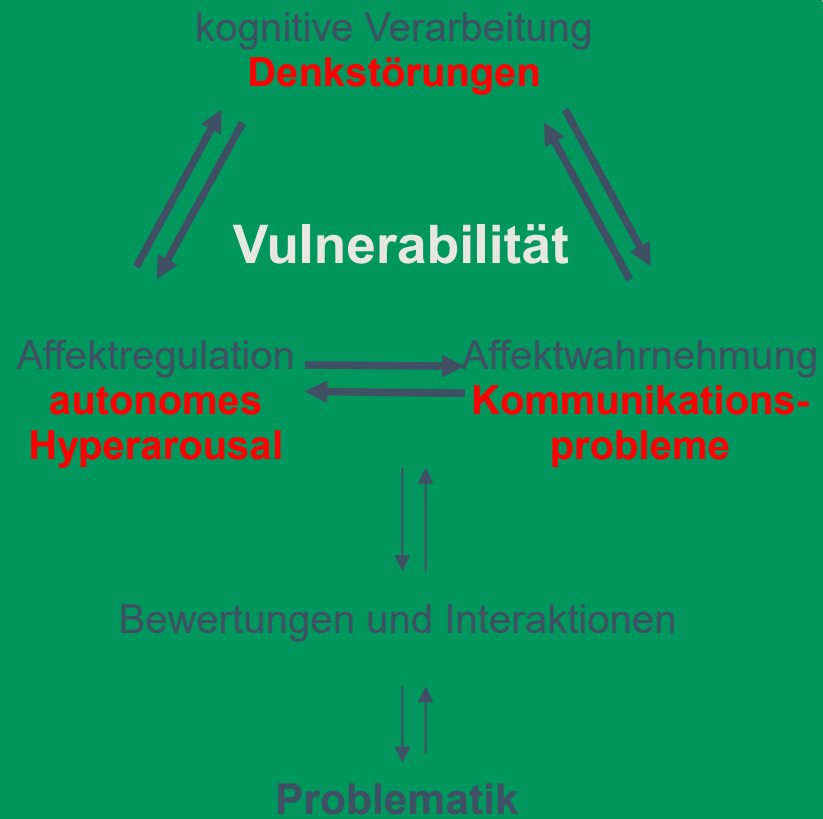 kognitive Verarbeitung
Denkstörungen
Vulnerabilität
Affektregulation
autonomes
Hyperarousal
Affektwahrnehmung
Kommunikations-
probleme
Bewertungen und Interaktionen
Problematik